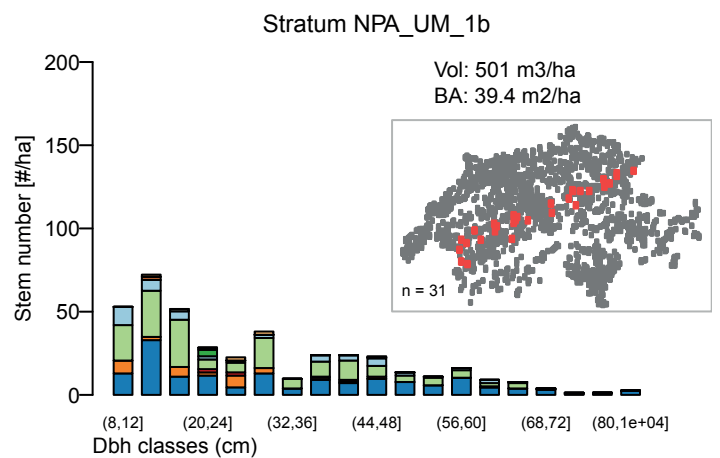 Stratum NPA_UM_1b
Vol: 501 m3/ha
BA: 39.4 m2/ha
n = 31
Stem number [#/ha]
200
150
100
50
0
(8,12] (20,24] (32,36] (44,48] (56,60] (68,72] (80,1e+04]
Dbh classes (cm)